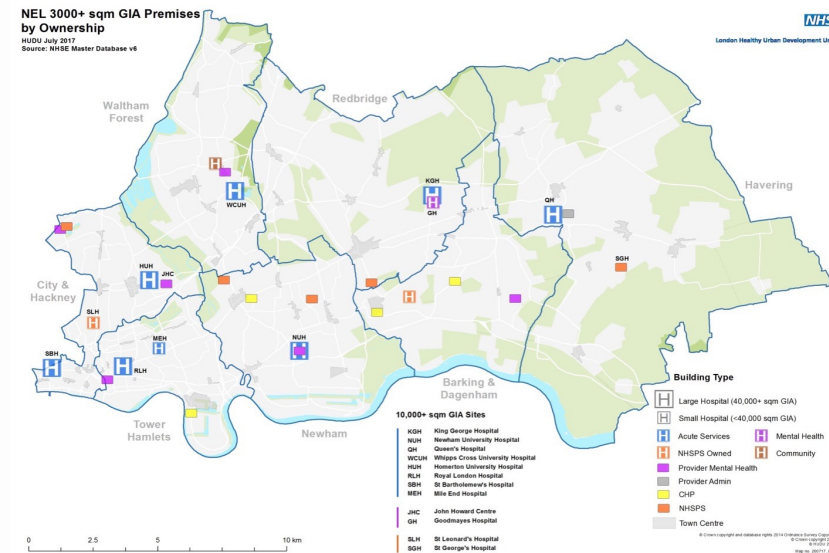 NEL 3000+ sqm GIA Premises
by Ownership
HUDU July 2017
Source: NHSE Master Database v6
NHS
London Healthy Urban Development
Waltham
Forest
Redbridge
Havering
KGH
GH
WCUH
QH
SGH
City &
Hackney
HUH
JHC
SLH
MEH
SBH
RLH
NUH
Tower
Hamlets
Newham
Barking &
Dagenham
10,000+ sqm GIA Sites
KGH King George Hospital
NUH Newham University Hospital
QH Queen's Hospital
WCUH Whipps Cross University Hospital
HUH Homerton University Hospital
RLH Royal London Hospital
SBH St Bartholomew's Hospital
MEH Mile End Hospital
JHC John Howard Centre
GH Goodmayes Hospital
SLH St Leonard's Hospital
SGH St George's Hospital
Building Type
H Large Hospital (40,000+ sqm GIA)
H Small Hospital (<40,000 sqm GIA)
H Acute Services H Mental Health
H NHSPS Owned H Community
Provider Mental Health
Provider Admin
CHP
NHSPS
Town Centre
0 2.5 5 10 km
© Crown copyright and database rights 2014 Ordnance Survey
© Crown copyright